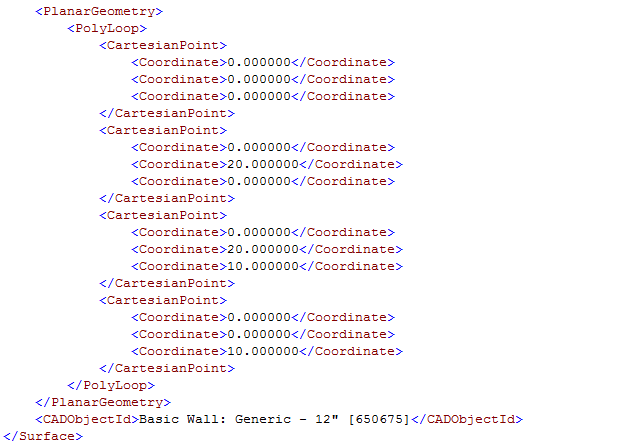 <PlanarGeometry>
<PolyLoop>
<CartesianPoint>
<Coordinate>0.000000</Coordinate>
<Coordinate>0.000000</Coordinate>
<Coordinate>0.000000</Coordinate>
</CartesianPoint>
<CartesianPoint>
<Coordinate>0.000000</Coordinate>
<Coordinate>20.000000</Coordinate>
<Coordinate>0.000000</Coordinate>
</CartesianPoint>
<CartesianPoint>
<Coordinate>0.000000</Coordinate>
<Coordinate>20.000000</Coordinate>
<Coordinate>10.000000</Coordinate>
</CartesianPoint>
<CartesianPoint>
<Coordinate>0.000000</Coordinate>
<Coordinate>0.000000</Coordinate>
<Coordinate>10.000000</Coordinate>
</CartesianPoint>
</PolyLoop>
</PlanarGeometry>
<CADObjectId>Basic Wall: Generic - 12" [650675]</CADObjectId>
</Surface>